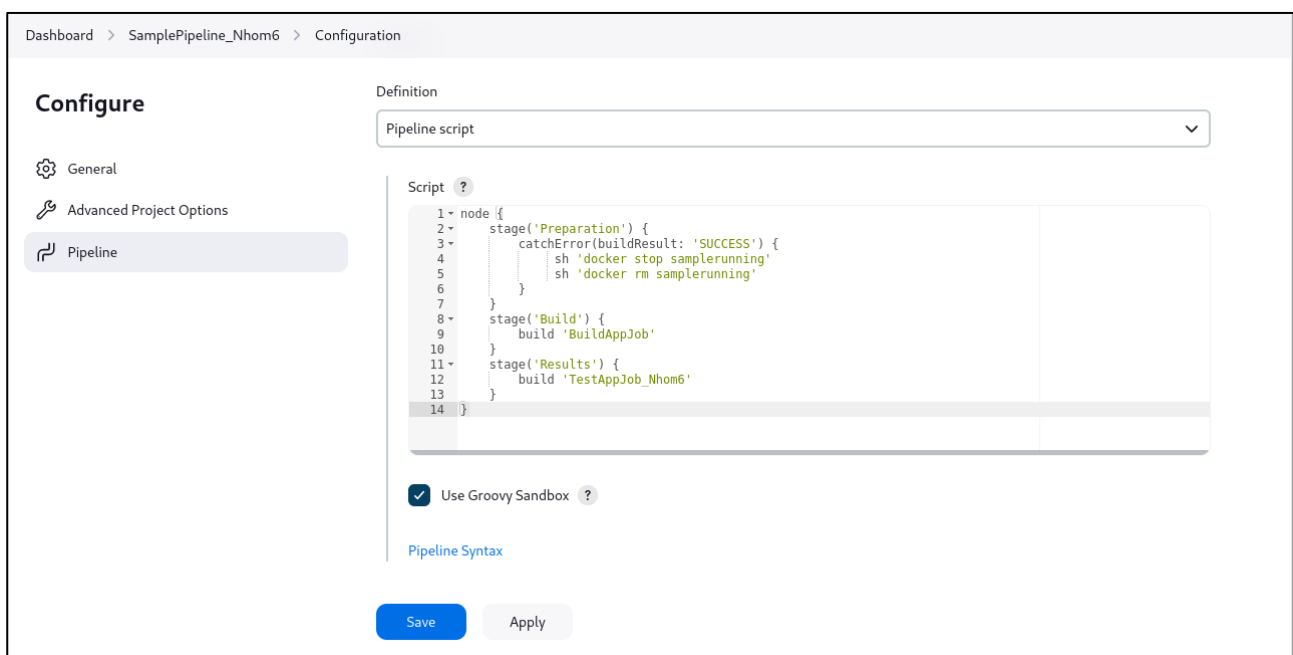 Dashboard > SamplePipeline_Nhom6 > Configuration
Configure
General
Advanced Project Options
Pipeline
Definition
Pipeline script
Script ?
1 node {
2 stage('Preparation') {
3 catchError(buildResult: 'SUCCESS') {
4 sh 'docker stop samplerunning'
5 sh 'docker rm samplerunning'
6 }
7 }
8 stage('Build') {
9 build 'BuildAppJob'
10 }
11 stage('Results') {
12 build 'TestAppJob_Nhom6'
13 }
14 }
Use Groovy Sandbox ?
Pipeline Syntax
Save Apply